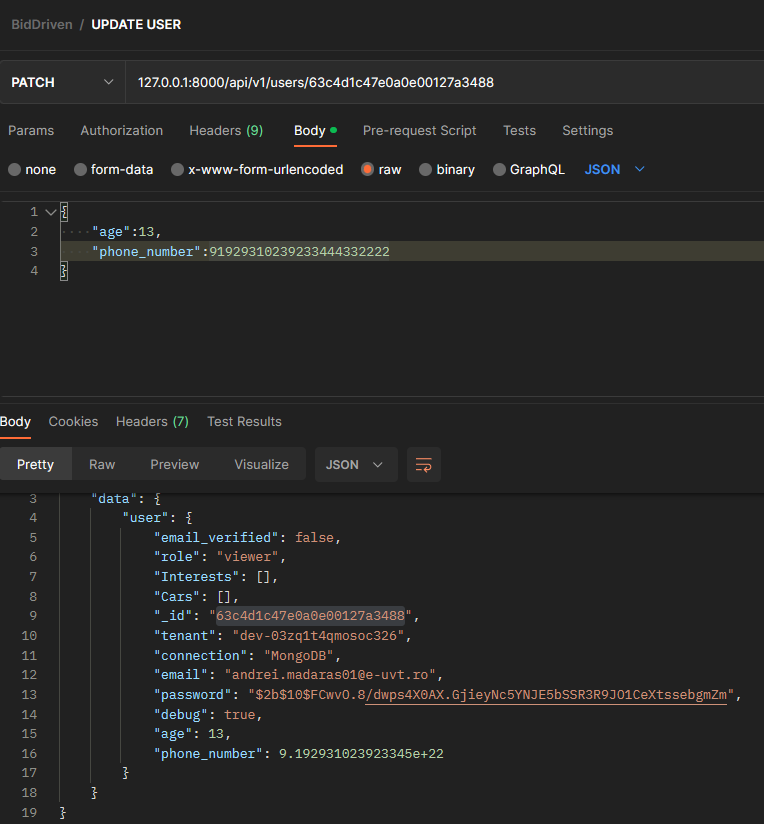 BidDriven / UPDATE USER
PATCH 127.0.0.1:8000/api/v1/users/63c4d1c47e0a0e00127a3488
Params Authorization Headers (9) Body Pre-request Script Tests Settings
none form-data x-www-form-urlencoded raw binary GraphQL JSON
1 {
2 "age":13,
3 "phone_number":91929310239233444332222
4 }
Body Cookies Headers (7) Test Results
Pretty Raw Preview Visualize JSON
3 "data": {
4 "user": {
5 "email_verified": false,
6 "role": "viewer",
7 "Interests": [],
8 "Cars": [],
9 "_id": "63c4d1c47e0a0e00127a3488",
10 "tenant": "dev-03zq1t4qmosoc326",
11 "connection": "MongoDB",
12 "email": "andrei.madaras01@e-uvt.ro",
13 "password": "$2b$10$FCwvO.8/dwps4X0AX.GjieyNc5YNJE5bSSR3R9JO1CeXtssebgmZm",
14 "debug": true,
15 "age": 13,
16 "phone_number": 9.192931023923345e+22
17 }
18 }
19 }